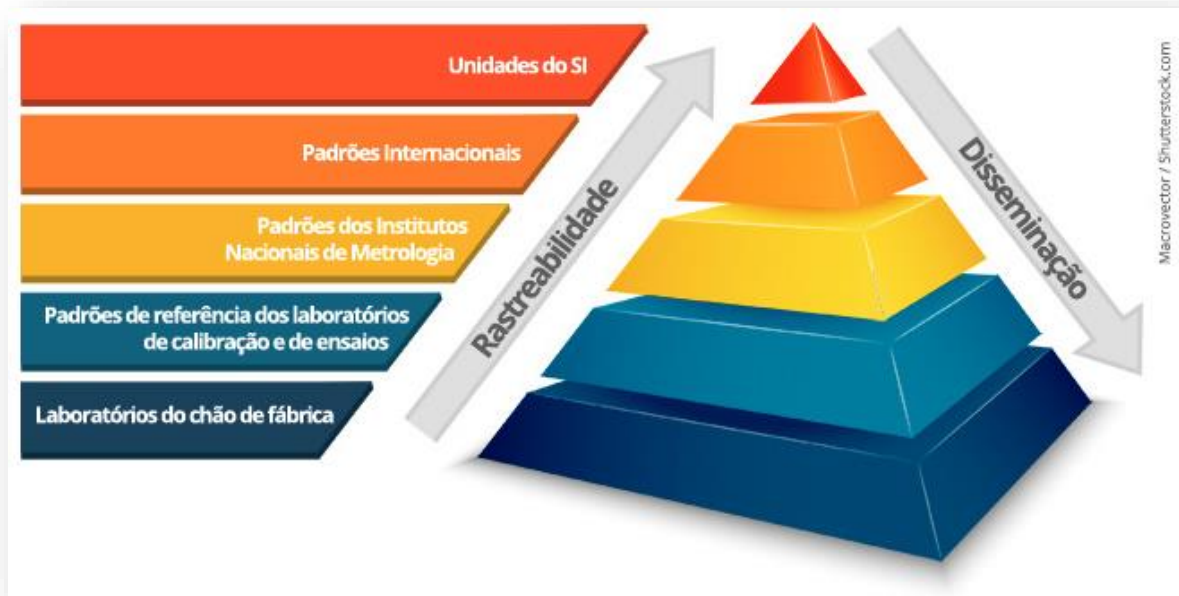 Unidades do SI
Padrões Internacionais
Padrões dos Institutos
Nacionais de Metrologia
Padrões de referência dos laboratórios
de calibração e de ensaios
Laboratórios do chão de fábrica
Rastreabilidade
Disseminação
Macrovector / Shutterstock.com